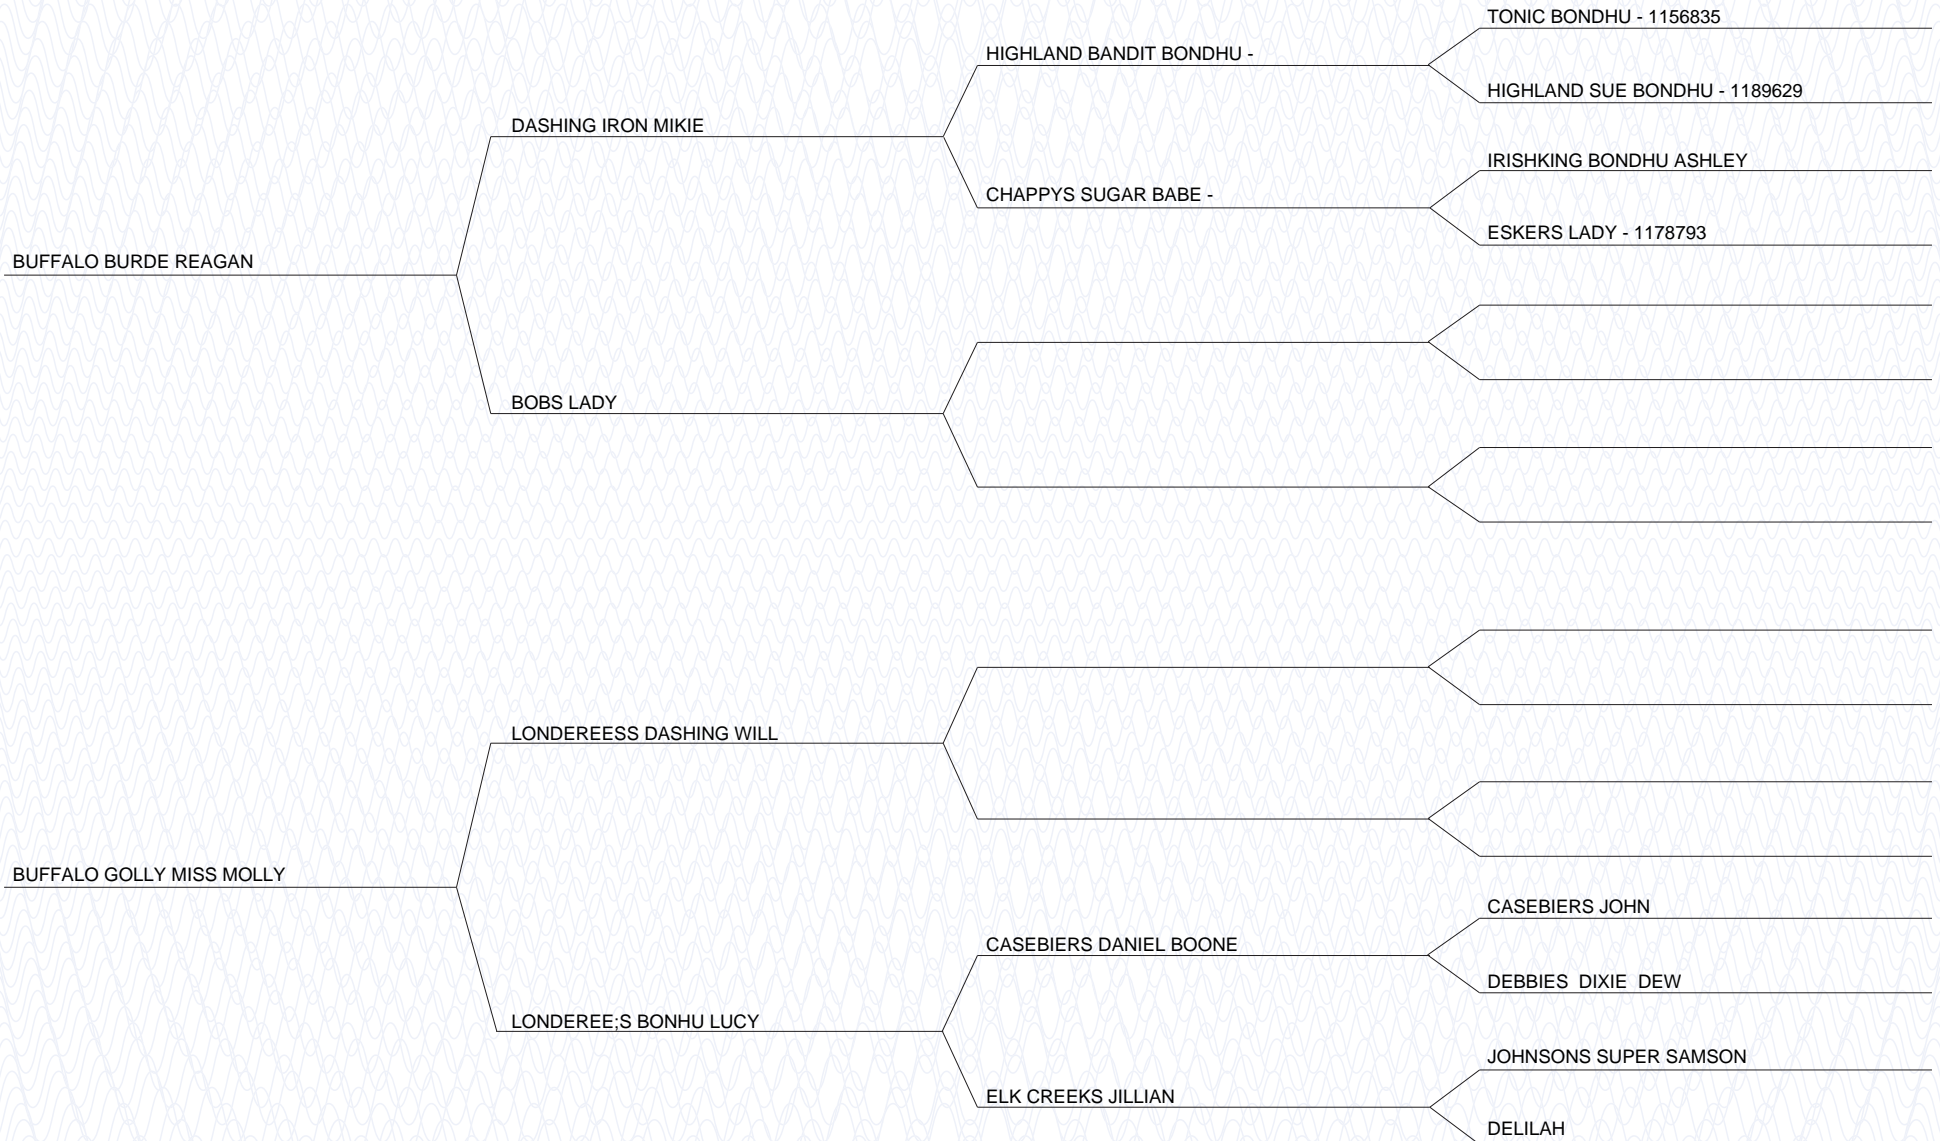 TONIC BONDHU - 1156835
HIGHLAND BANDIT BONDHU -
HIGHLAND SUE BONDHU - 1189629
DASHING IRON MIKIE
IRISHKING BONDHU ASHLEY
CHAPPYS SUGAR BABE -
ESKERS LADY - 1178793
BUFFALO BURDE REAGAN
BOBS LADY
LONDEREESS DASHING WILL
BUFFALO GOLLY MISS MOLLY
CASEBIERS JOHN
CASEBIERS DANIEL BOONE
DEBBIES  DIXIE  DEW
LONDEREE;S BONHU LUCY
JOHNSONS SUPER SAMSON
ELK CREEKS JILLIAN
DELILAH